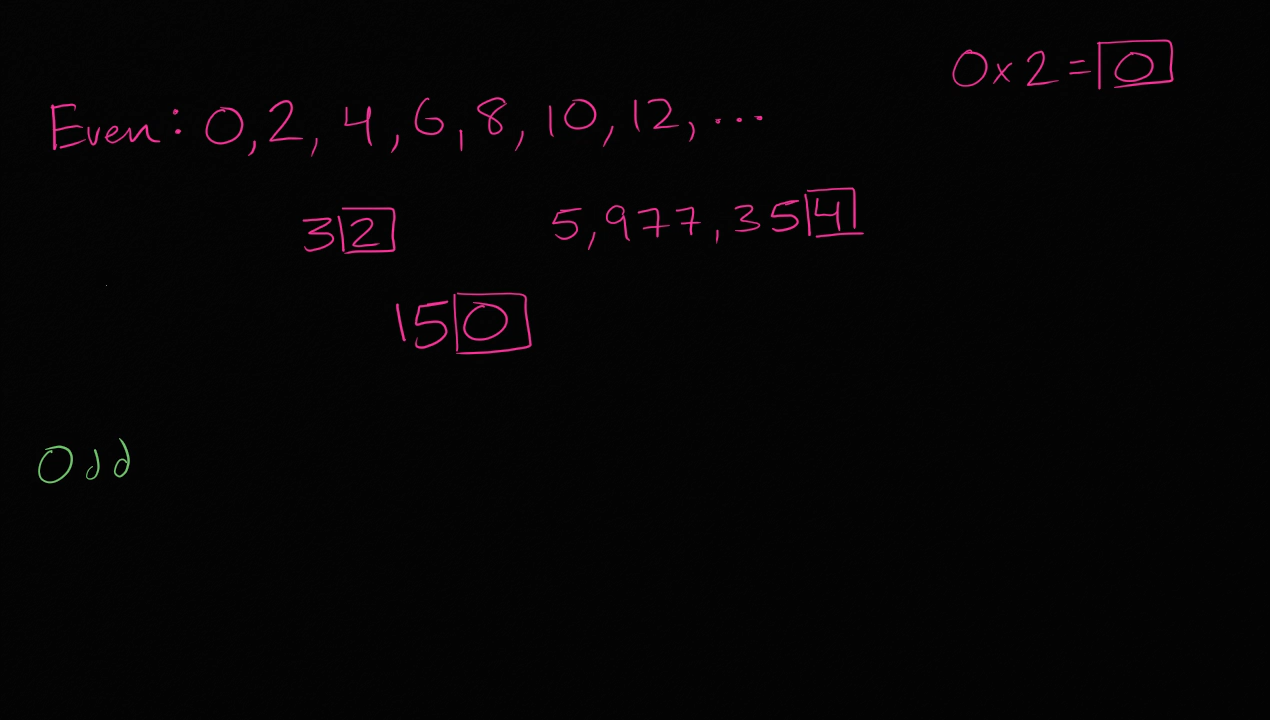 0x2=0
Even: 0, 2, 4, 6, 8, 10, 12, ...
32 5,977,354
150
Odd